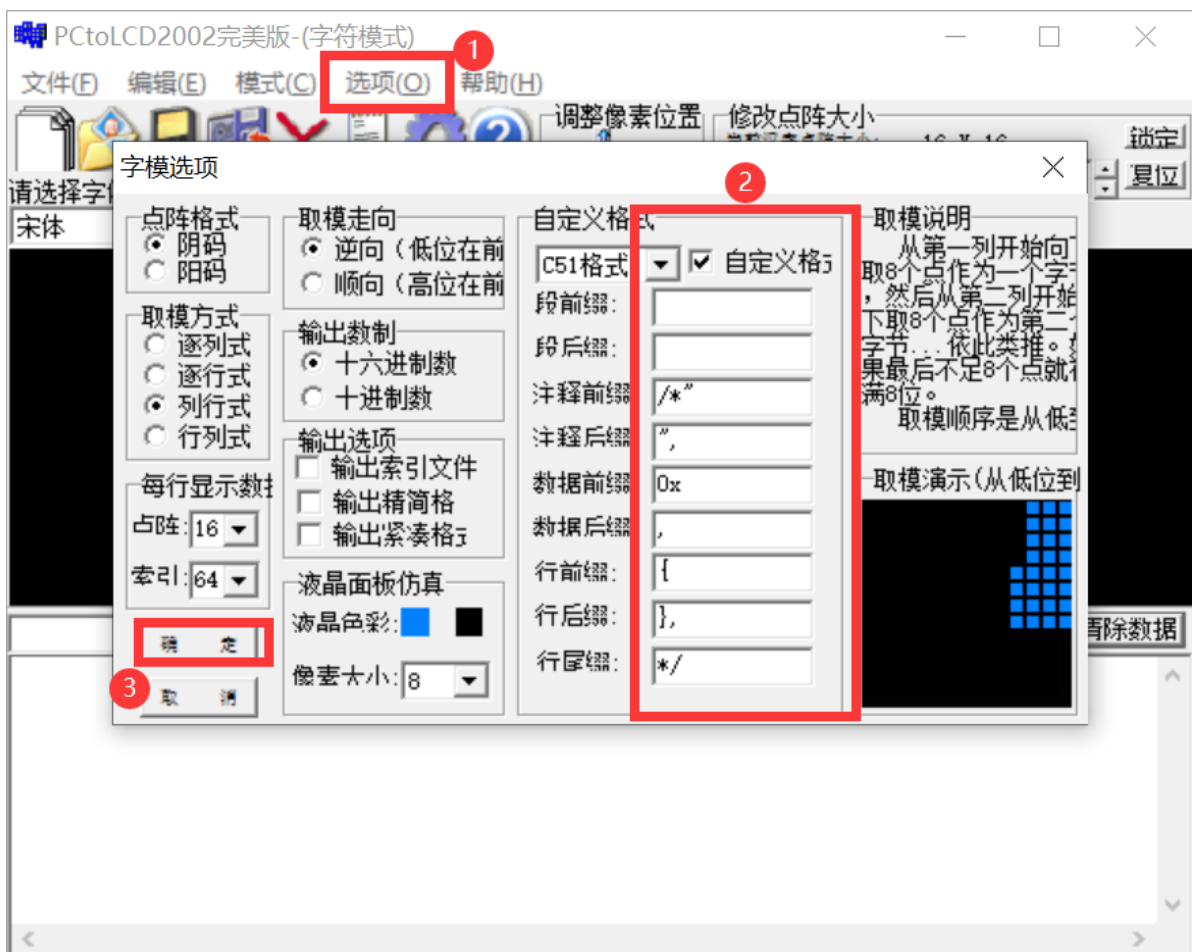 PCtoLCD2002完美版-(字符模式)
1
文件(F) 编辑(E) 模式(C) 选项(O) 帮助(H)
调整像素位置 修改点阵大小
锁定
复位
请选择字
宋体
字模选项
2
点阵格式
阴码
阳码
取模方式
逐列式
逐行式
列行式
行列式
每行显示数
点阵: 16
索引: 64
确 定
3
取 消
取模走向
逆向（低位在前
顺向（高位在前
输出数制
十六进制数
十进制数
输出选项
输出索引文件
输出精简格
输出紧凑格
液晶面板仿真
液晶色彩:
像素大小: 8
自定义格式
C51格式 自定义格
段前缀:
段后缀:
注释前缀 /*"
注释后缀 ",
数据前缀 0x
数据后缀 ,
行前缀: {
行后缀: },
行尾缀: */
取模说明
从第一列开始向
取8个点作为一个字
，然后从第二列开始
下取8个点作为第二
字节...依此类推。
果最后不足8个点就
满8位。
取模顺序是从低
取模演示(从低位到
清除数据